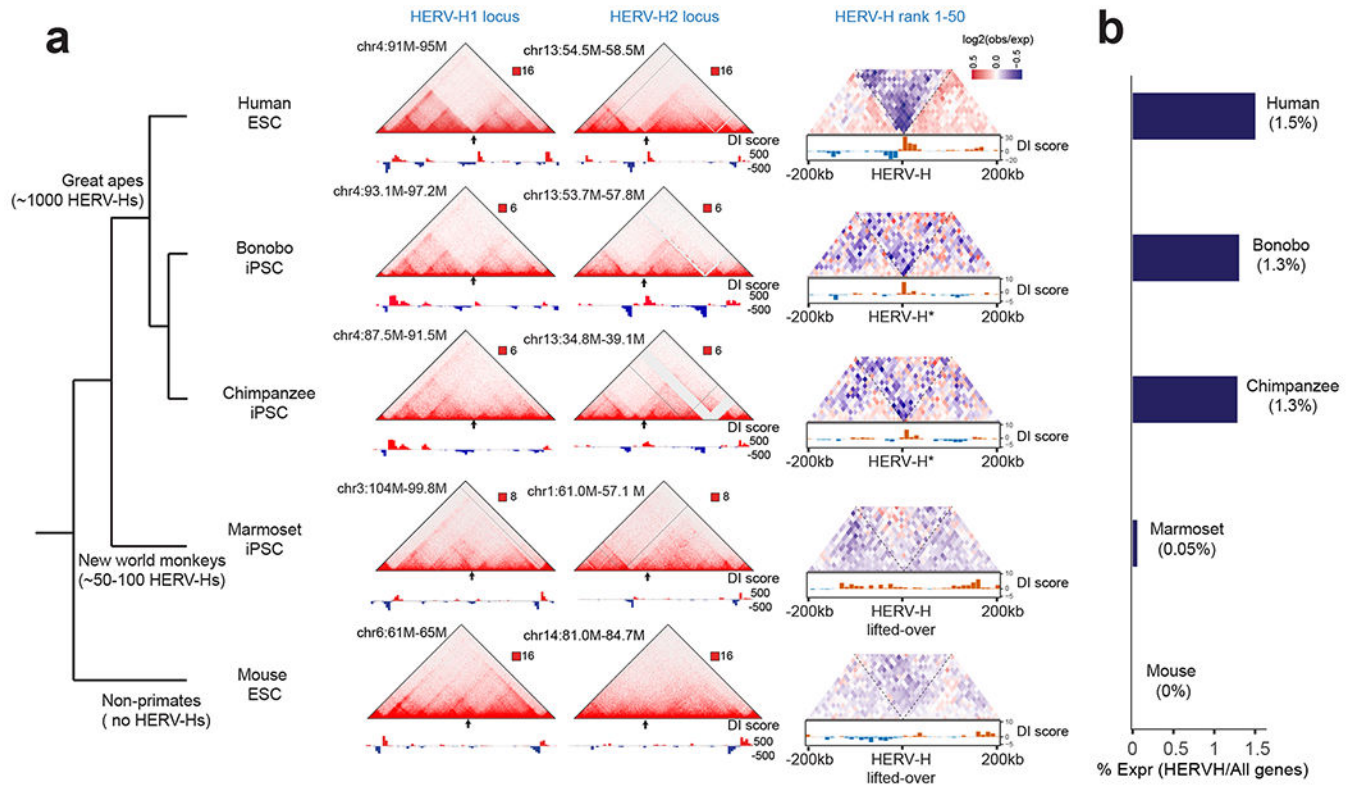 a
b
HERV-H1 locus
HERV-H2 locus
HERV-H rank 1-50
log2(obs/exp)
0.5
0.0
-0.5
Human
ESC
chr4:91M-95M
16
chr13:54.5M-58.5M
16
DI score
500
-500
30
0
-20
DI score
-200kb
HERV-H
200kb
Human
(1.5%)
Great apes
(~1000 HERV-Hs)
Bonobo
iPSC
chr4:93.1M-97.2M
6
chr13:53.7M-57.8M
6
DI score
500
-500
10
0
-5
DI score
-200kb
HERV-H*
200kb
Bonobo
(1.3%)
Chimpanzee
iPSC
chr4:87.5M-91.5M
6
chr13:34.8M-39.1M
6
DI score
500
-500
10
0
-5
DI score
-200kb
HERV-H*
200kb
Chimpanzee
(1.3%)
Marmoset
iPSC
New world monkeys
(~50-100 HERV-Hs)
chr3:104M-99.8M
8
chr1:61.0M-57.1 M
8
DI score
500
-500
10
0
-5
DI score
-200kb
HERV-H
200kb
lifted-over
Marmoset
(0.05%)
Mouse
ESC
Non-primates
( no HERV-Hs)
chr6:61M-65M
16
chr14:81.0M-84.7M
16
DI score
500
-500
10
0
-5
DI score
-200kb
HERV-H
200kb
lifted-over
Mouse
(0%)
0
0.5
1
1.5
% Expr (HERVH/All genes)